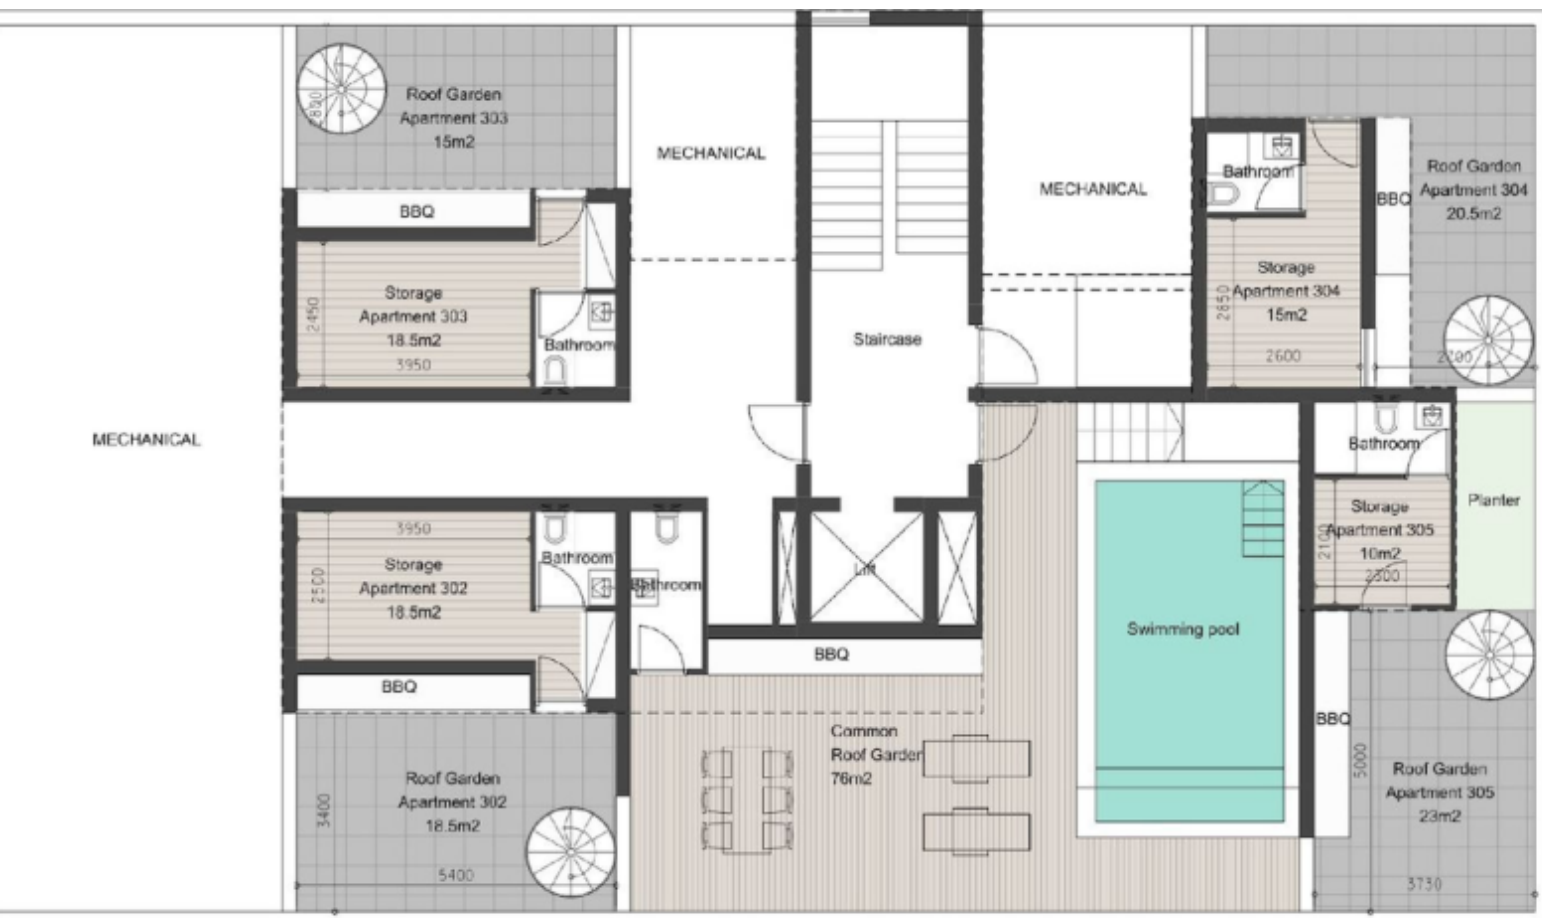 Roof Garden
Apartment 303
15m2
2800
MECHANICAL
MECHANICAL
Bathroom
Roof Garden
Apartment 304
20.5m2
BBQ
BBQ
Storage
Apartment 303
18.5m2
2450
3950
Bathroom
Staircase
Storage
Apartment 304
15m2
2850
2600
2700
MECHANICAL
Bathroom
Planter
Storage
Apartment 305
10m2
2100
2300
3950
Storage
Apartment 302
18.5m2
2500
Bathroom
Bathroom
Lift
Swimming pool
BBQ
BBQ
BBQ
Common
Roof Garden
76m2
Roof Garden
Apartment 302
18.5m2
3400
5400
5000
Roof Garden
Apartment 305
23m2
3730